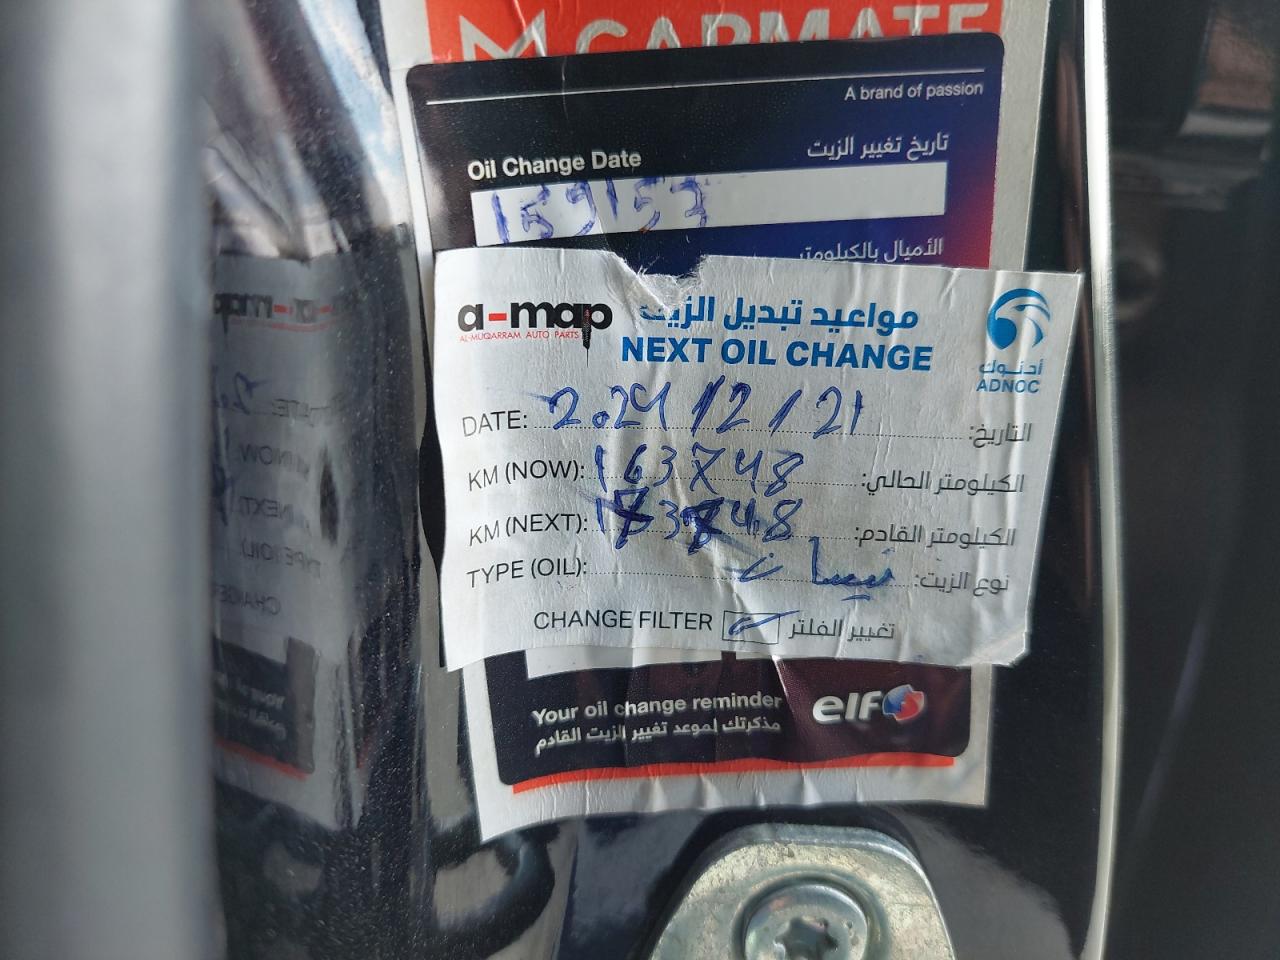 CARMATE
A brand of passion
Oil Change Date تاريخ تغيير الزيت
159153
الأميال بالكيلومتر
a-map مواعيد تبديل الزيت
AL-MUQARRAM AUTO PARTS
NEXT OIL CHANGE
أدنوك
ADNOC
DATE: 2024/12/21 التاريخ:
KM (NOW): 163748 الكيلومتر الحالي:
KM (NEXT): 173748 الكيلومتر القادم:
TYPE (OIL): نيسان نوع الزيت:
CHANGE FILTER تغيير الفلتر
Your oil change reminder
مذكرتك لموعد تغيير الزيت القادم
elf